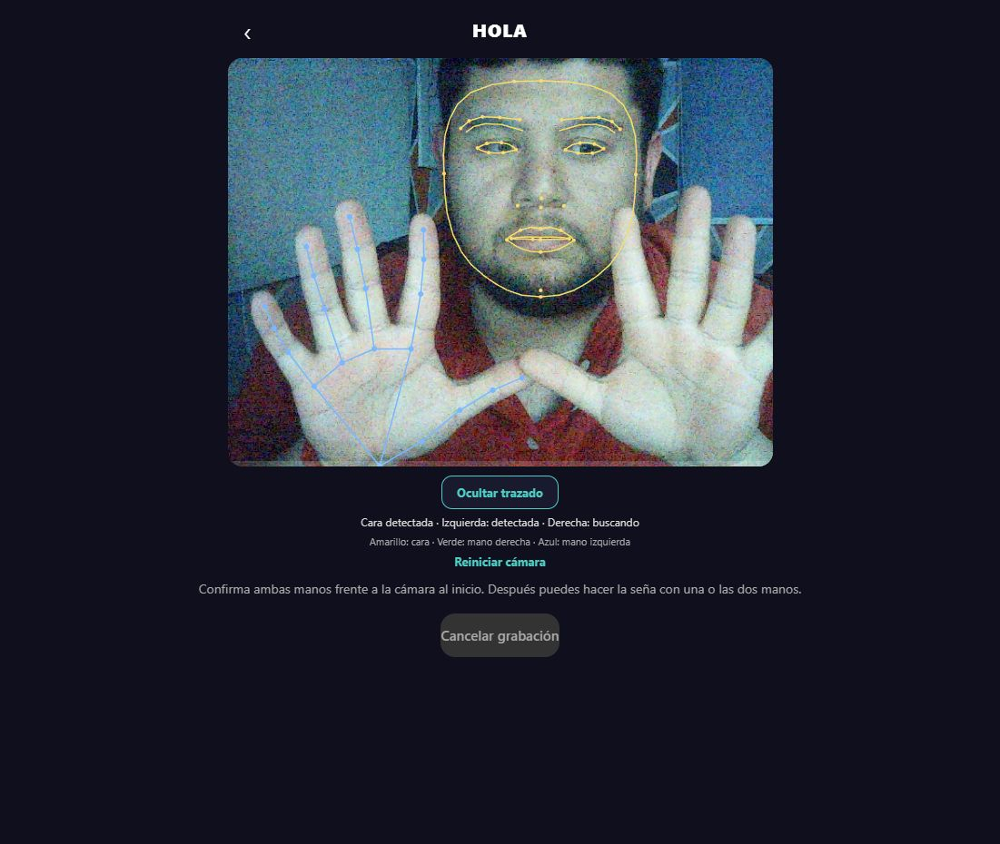 ‹ HOLA
Ocultar trazado
Cara detectada · Izquierda: detectada · Derecha: buscando
Amarillo: cara · Verde: mano derecha · Azul: mano izquierda
Reiniciar cámara
Confirma ambas manos frente a la cámara al inicio. Después puedes hacer la seña con una o las dos manos.
Cancelar grabación